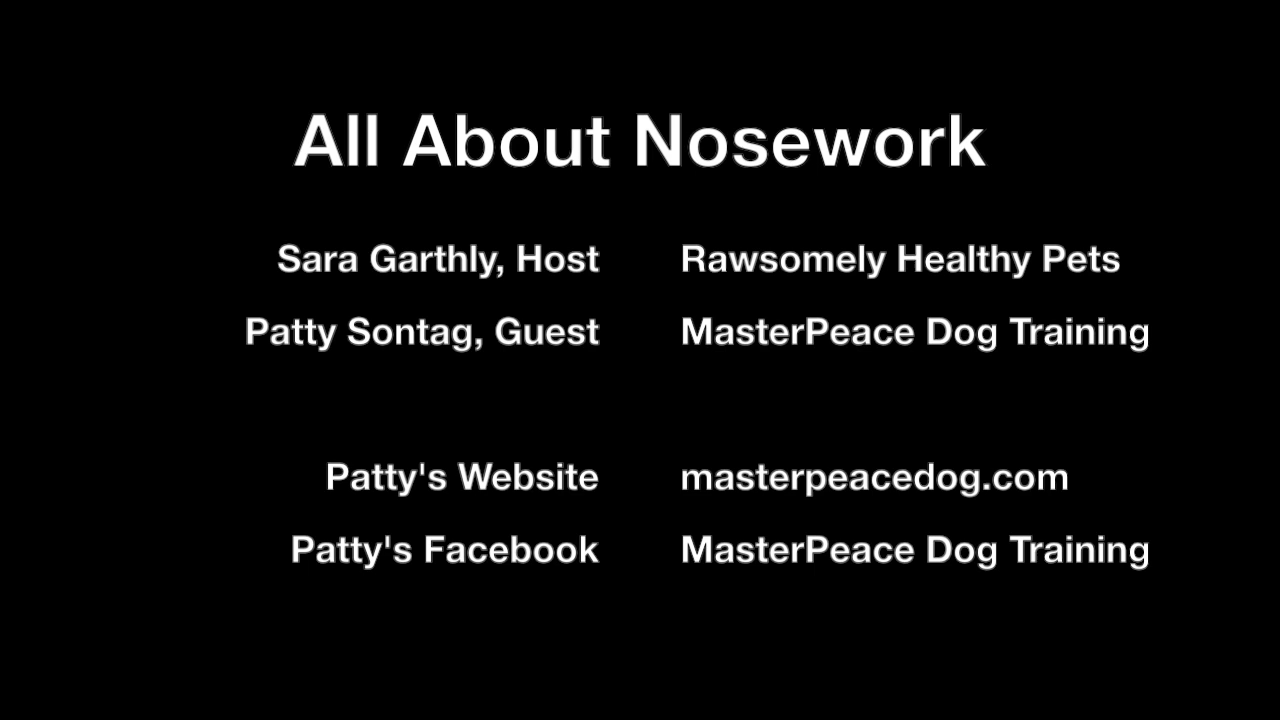 All About Nosework
Sara Garthly, Host Rawsomely Healthy Pets
Patty Sontag, Guest MasterPeace Dog Training
Patty's Website masterpeacedog.com
Patty's Facebook MasterPeace Dog Training